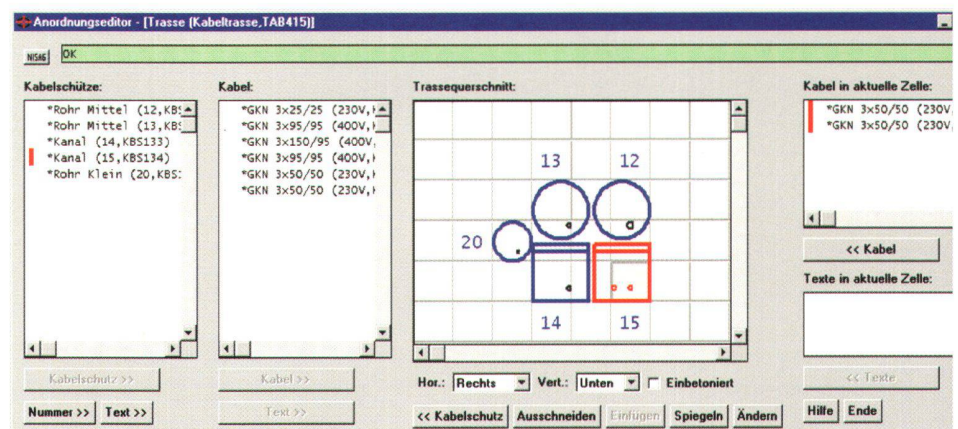 Anordnungseditor - [Trasse (Kabeltrasse,TAB415)]
NISAG OK
Kabelschütze:
*Rohr Mittel (12,KBS
*Rohr Mittel (13,KBS
*Kanal (14,KBS133)
*Kanal (15,KBS134)
*Rohr Klein (20,KBS
Kabelschutz >>
Nummer >> Text >>
Kabel:
*GKN 3x25/25 (230V,
*GKN 3x95/95 (400V,
*GKN 3x150/95 (400V,
*GKN 3x95/95 (400V,
*GKN 3x50/50 (230V,
*GKN 3x50/50 (230V,
Kabel >>
Text >>
Trassequerschnitt:
13 12
20
14 15
Hor.: Rechts Vert.: Unten Einbetoniert
<< Kabelschutz Ausschneiden Einfügen Spiegeln Ändern
Kabel in aktuelle Zelle:
*GKN 3x50/50 (230V,
*GKN 3x50/50 (230V,
<< Kabel
Texte in aktuelle Zelle:
<< Texte
Hilfe Ende